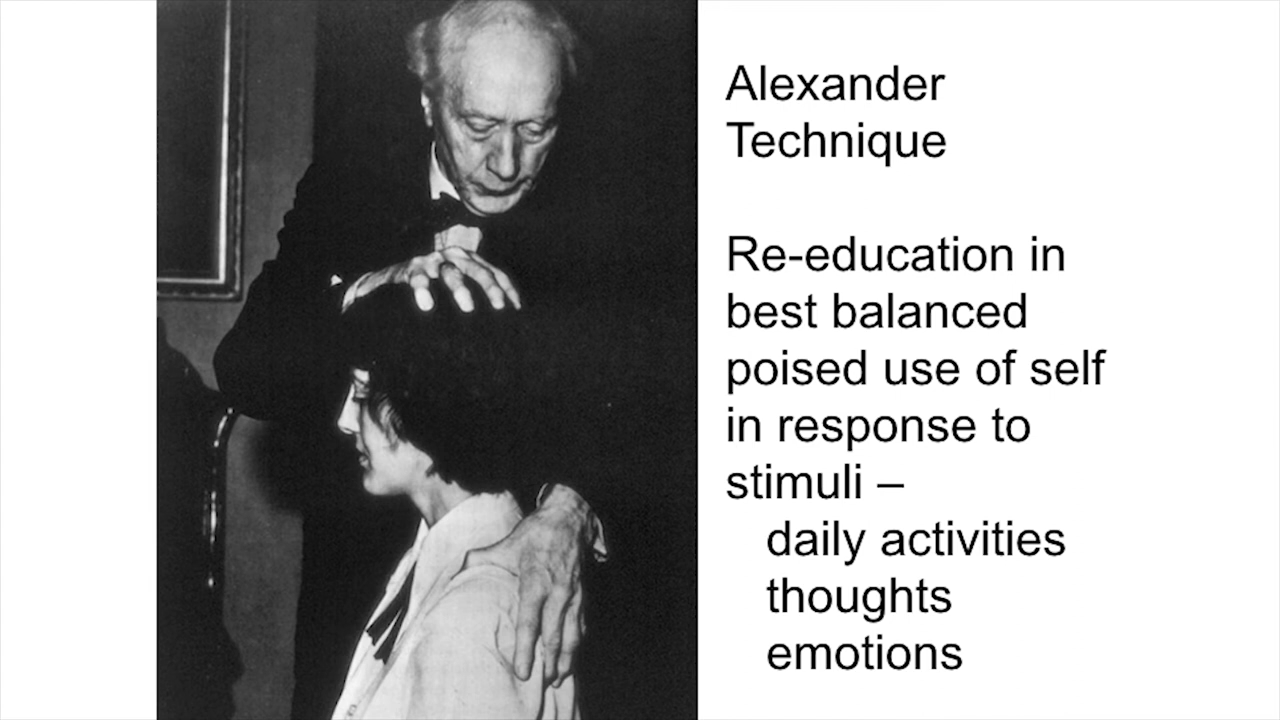 Alexander
Technique
Re-education in
best balanced
poised use of self
in response to
stimuli –
daily activities
thoughts
emotions